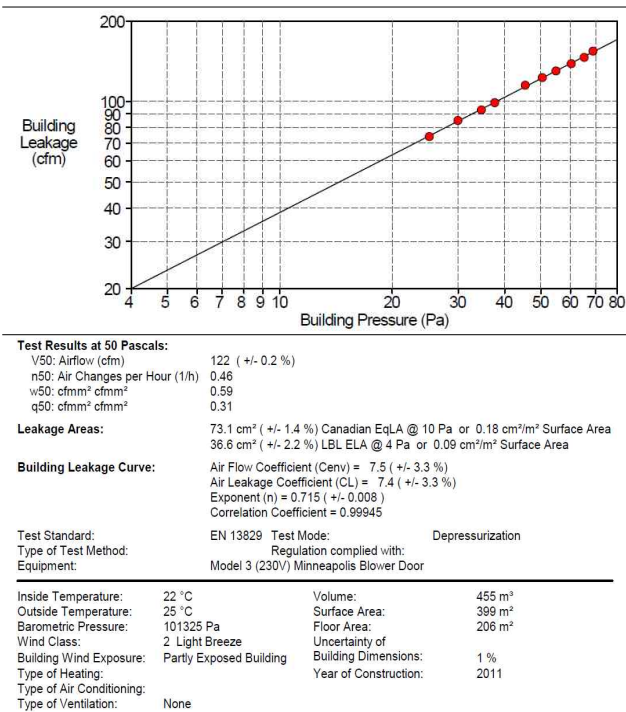 200
100
90
80
70
60
50
40
30
20
Building
Leakage
(cfm)
4 5 6 7 8 9 10 20 30 40 50 60 70 80
Building Pressure (Pa)
Test Results at 50 Pascals:
V50: Airflow (cfm) 122 ( +/- 0.2 %)
n50: Air Changes per Hour (1/h) 0.46
w50: cfmm² cfmm² 0.59
q50: cfmm² cfmm² 0.31
Leakage Areas: 73.1 cm² ( +/- 1.4 %) Canadian EqLA @ 10 Pa or 0.18 cm²/m² Surface Area
36.6 cm² ( +/- 2.2 %) LBL ELA @ 4 Pa or 0.09 cm²/m² Surface Area
Building Leakage Curve: Air Flow Coefficient (Cenv) = 7.5 ( +/- 3.3 %)
Air Leakage Coefficient (CL) = 7.4 ( +/- 3.3 %)
Exponent (n) = 0.715 ( +/- 0.008 )
Correlation Coefficient = 0.99945
Test Standard: EN 13829 Test Mode: Depressurization
Type of Test Method: Regulation complied with:
Equipment: Model 3 (230V) Minneapolis Blower Door
Inside Temperature: 22 °C Volume: 455 m³
Outside Temperature: 25 °C Surface Area: 399 m²
Barometric Pressure: 101325 Pa Floor Area: 206 m²
Wind Class: 2 Light Breeze Uncertainty of
Building Wind Exposure: Partly Exposed Building Building Dimensions: 1 %
Type of Heating: Year of Construction: 2011
Type of Air Conditioning:
Type of Ventilation: None